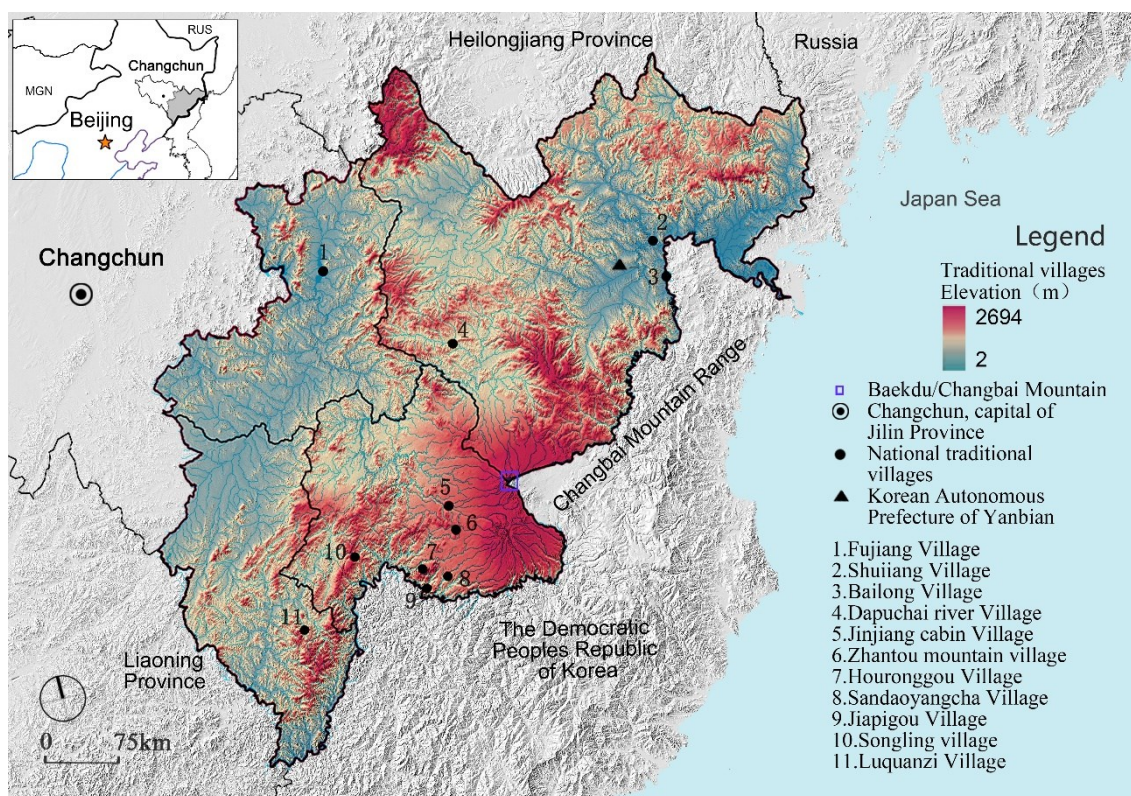 RUS
Changchun
MGN
Beijing
Heilongjiang Province
Russia
Japan Sea
Changchun
1
2
3
4
5
6
7
8
9
10
11
Changbai Mountain Range
The Democratic
Peoples Republic
of Korea
Liaoning
Province
0 75km
Legend
Traditional villages
Elevation（m）
2694
2
Baekdu/Changbai Mountain
Changchun, capital of
Jilin Province
National traditional
villages
Korean Autonomous
Prefecture of Yanbian
1.Fujiang Village
2.Shuiiang Village
3.Bailong Village
4.Dapuchai river Village
5.Jinjiang cabin Village
6.Zhantou mountain village
7.Houronggou Village
8.Sandaoyangcha Village
9.Jiapigou Village
10.Songling village
11.Luquanzi Village